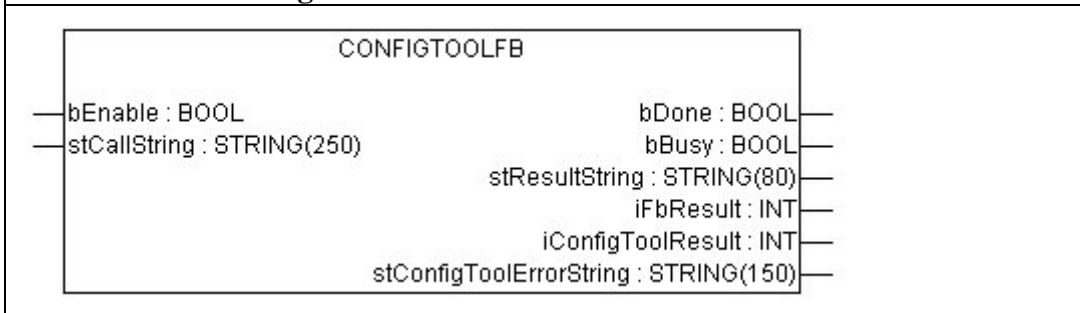 CONFIGTOOLFB
bEnable : BOOL
bDone : BOOL
stCallString : STRING(250)
bBusy : BOOL
stResultString : STRING(80)
iFbResult : INT
iConfigToolResult : INT
stConfigToolErrorString : STRING(150)